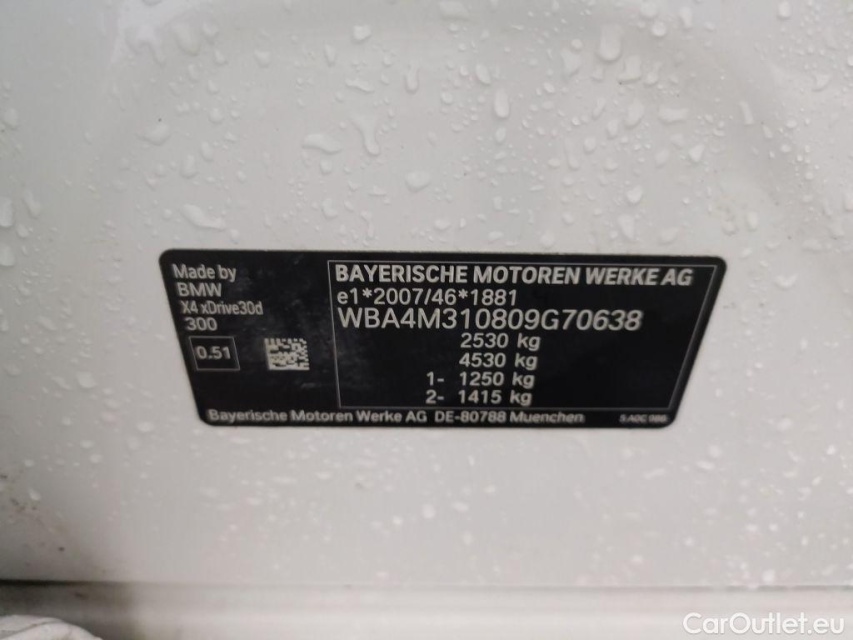 Made by
BMW
X4 xDrive30d
300
0.51
BAYERISCHE MOTOREN WERKE AG
e1*2007/46*1881
WBA4M310809G70638
2530 kg
4530 kg
1- 1250 kg
2- 1415 kg
Bayerische Motoren Werke AG DE-80788 Muenchen
CarOutlet.eu